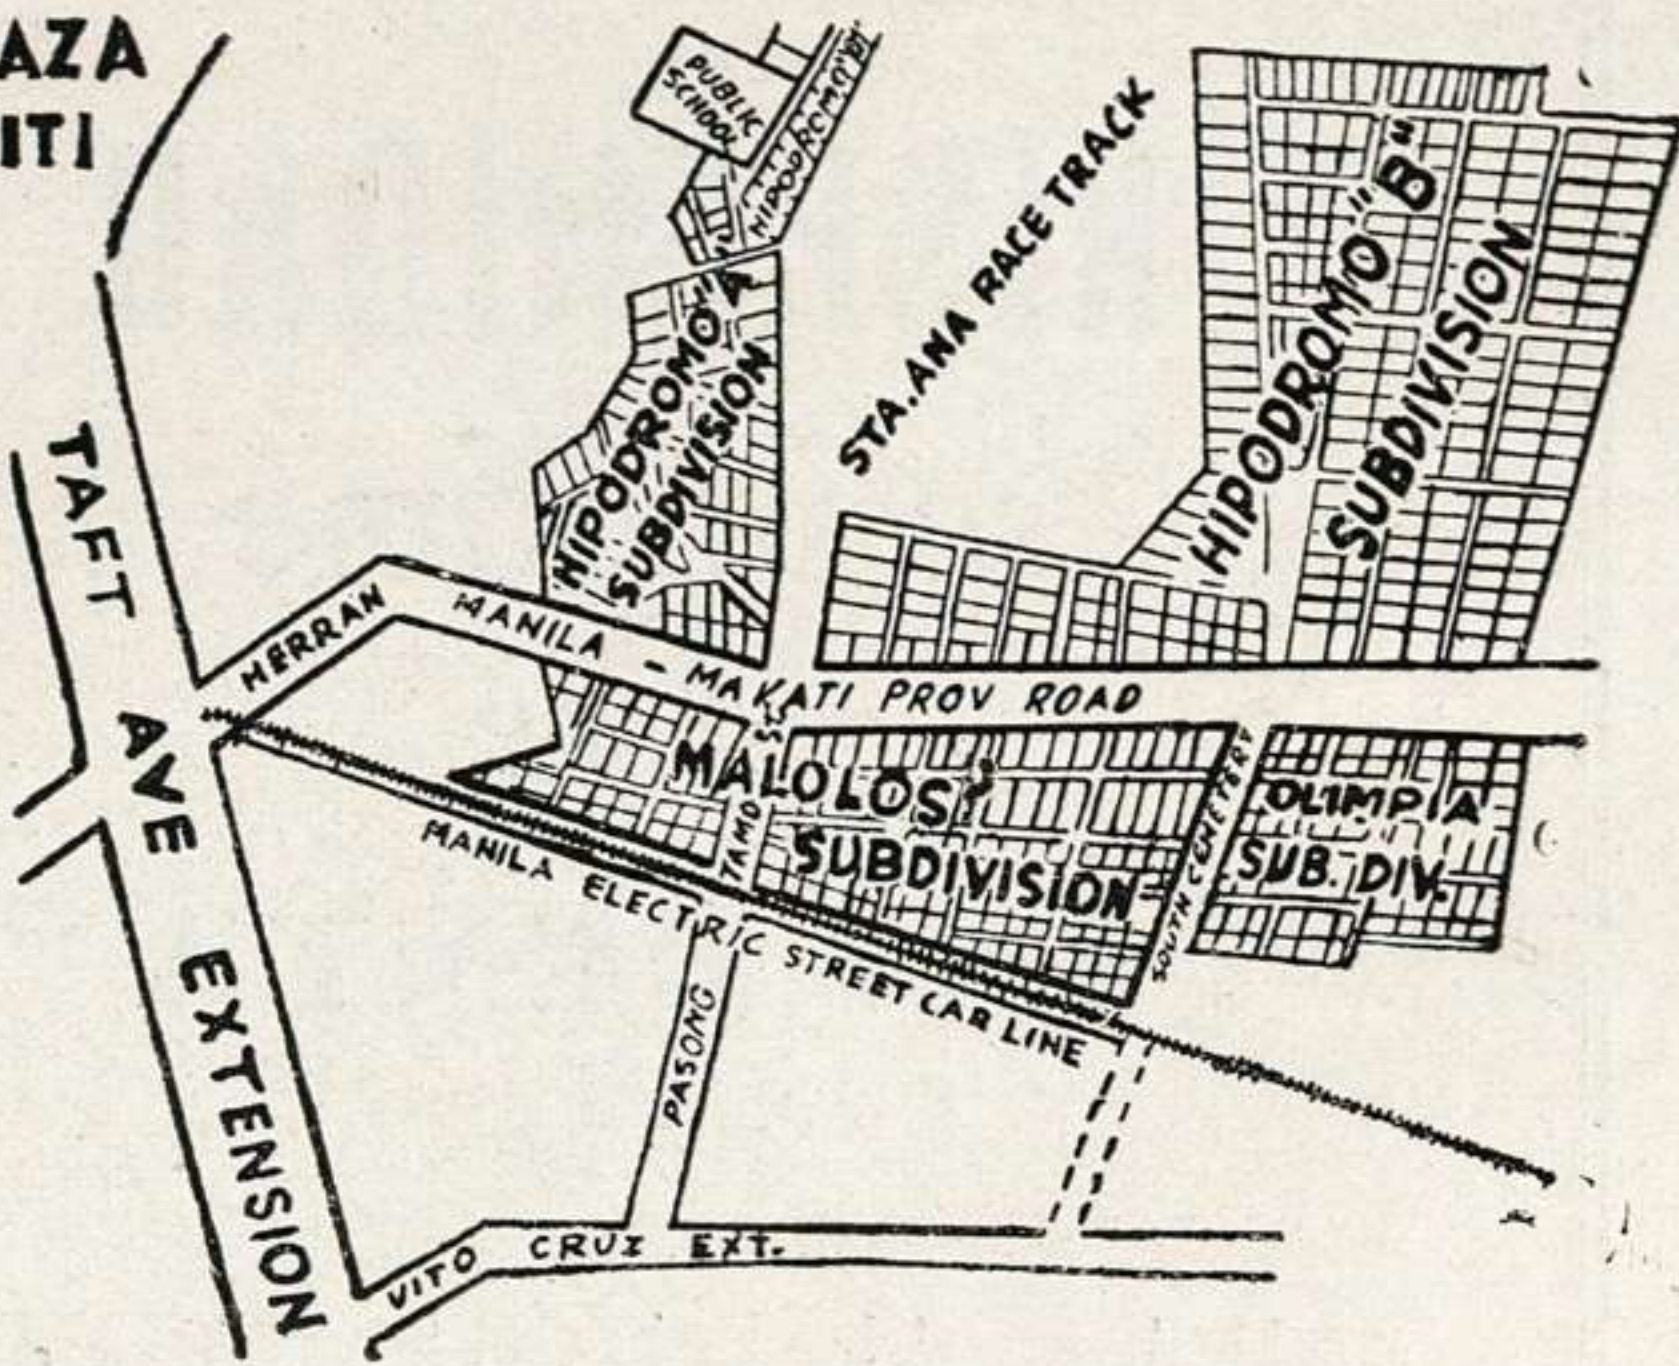 AZA
ITI
PUBLIC
SCHOOL
HIPODROMO
STA. ANA RACE TRACK
HIPODROMO "A"
SUBDIVISION
HIPODROMO "B"
SUBDIVISION
TAFT AVE EXTENSION
HERRAN
MANILA - MAKATI PROV ROAD
MALOLOS
SUBDIVISION
TAMO
SOUTH CEMETERY
OLIMPIA
SUB. DIV.
MANILA ELECTRIC STREET CAR LINE
PASONG
VITO CRUZ EXT.